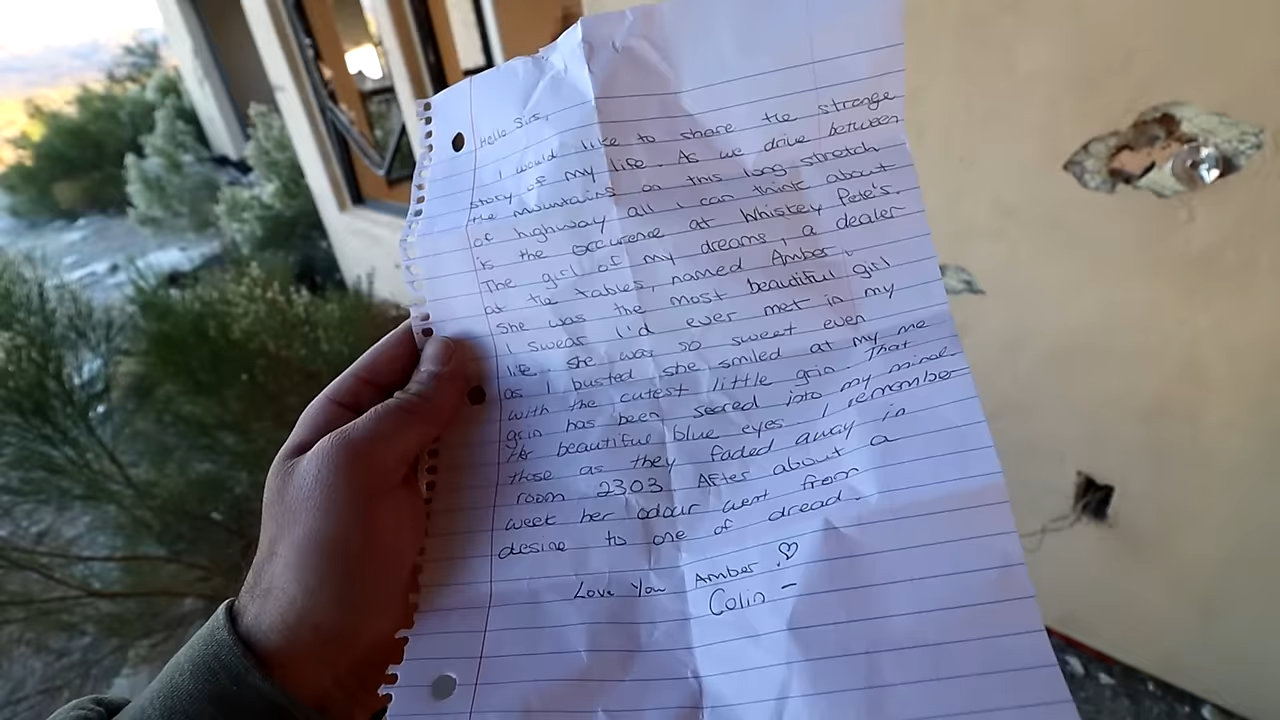 Hello Sirs,
I would like to share the strange
story of my life. As we drive between
the mountains on this long stretch
of highway all I can think about
is the occurence at Whiskey Pete's.
The girl of my dreams, a dealer
at the tables, named Amber.
She was the most beautiful girl
I swear I'd ever met in my
life. She was so sweet even
as I busted she smiled at my me
with the cutest little grin. That
grin has been seared into my mind.
Her beautiful blue eyes. I remember
those as they faded away in
room 2303 After about a
week her odour went from
desire to one of dread.
Love You Amber ♡
Colin -